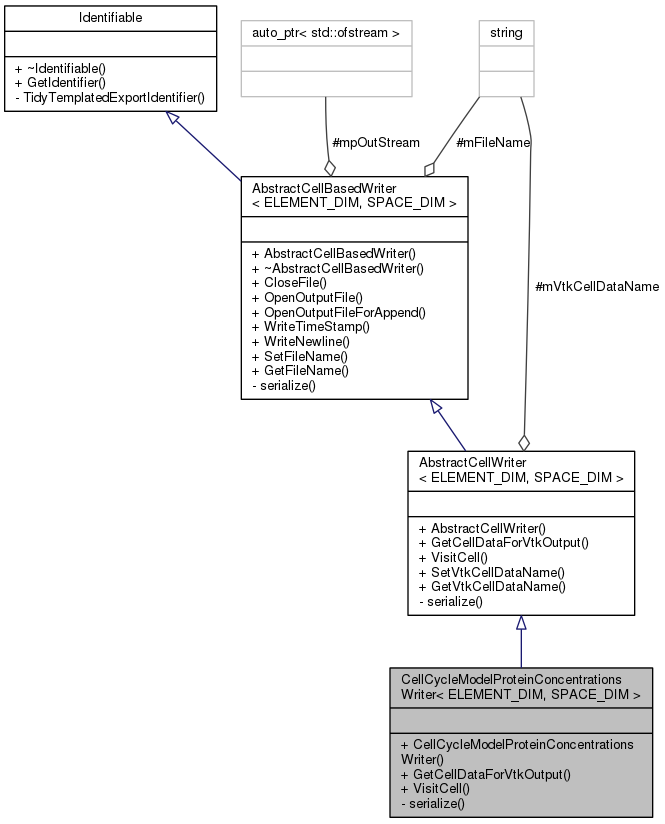 Identifiable
+ ~Identifiable()
+ GetIdentifier()
- TidyTemplatedExportIdentifier()
auto_ptr< std::ofstream >
string
#mpOutStream
#mFileName
AbstractCellBasedWriter
< ELEMENT_DIM, SPACE_DIM >
+ AbstractCellBasedWriter()
+ ~AbstractCellBasedWriter()
+ CloseFile()
+ OpenOutputFile()
+ OpenOutputFileForAppend()
+ WriteTimeStamp()
+ WriteNewline()
+ SetFileName()
+ GetFileName()
- serialize()
#mVtkCellDataName
AbstractCellWriter
< ELEMENT_DIM, SPACE_DIM >
+ AbstractCellWriter()
+ GetCellDataForVtkOutput()
+ VisitCell()
+ SetVtkCellDataName()
+ GetVtkCellDataName()
- serialize()
CellCycleModelProteinConcentrations
Writer< ELEMENT_DIM, SPACE_DIM >
+ CellCycleModelProteinConcentrations
Writer()
+ GetCellDataForVtkOutput()
+ VisitCell()
- serialize()